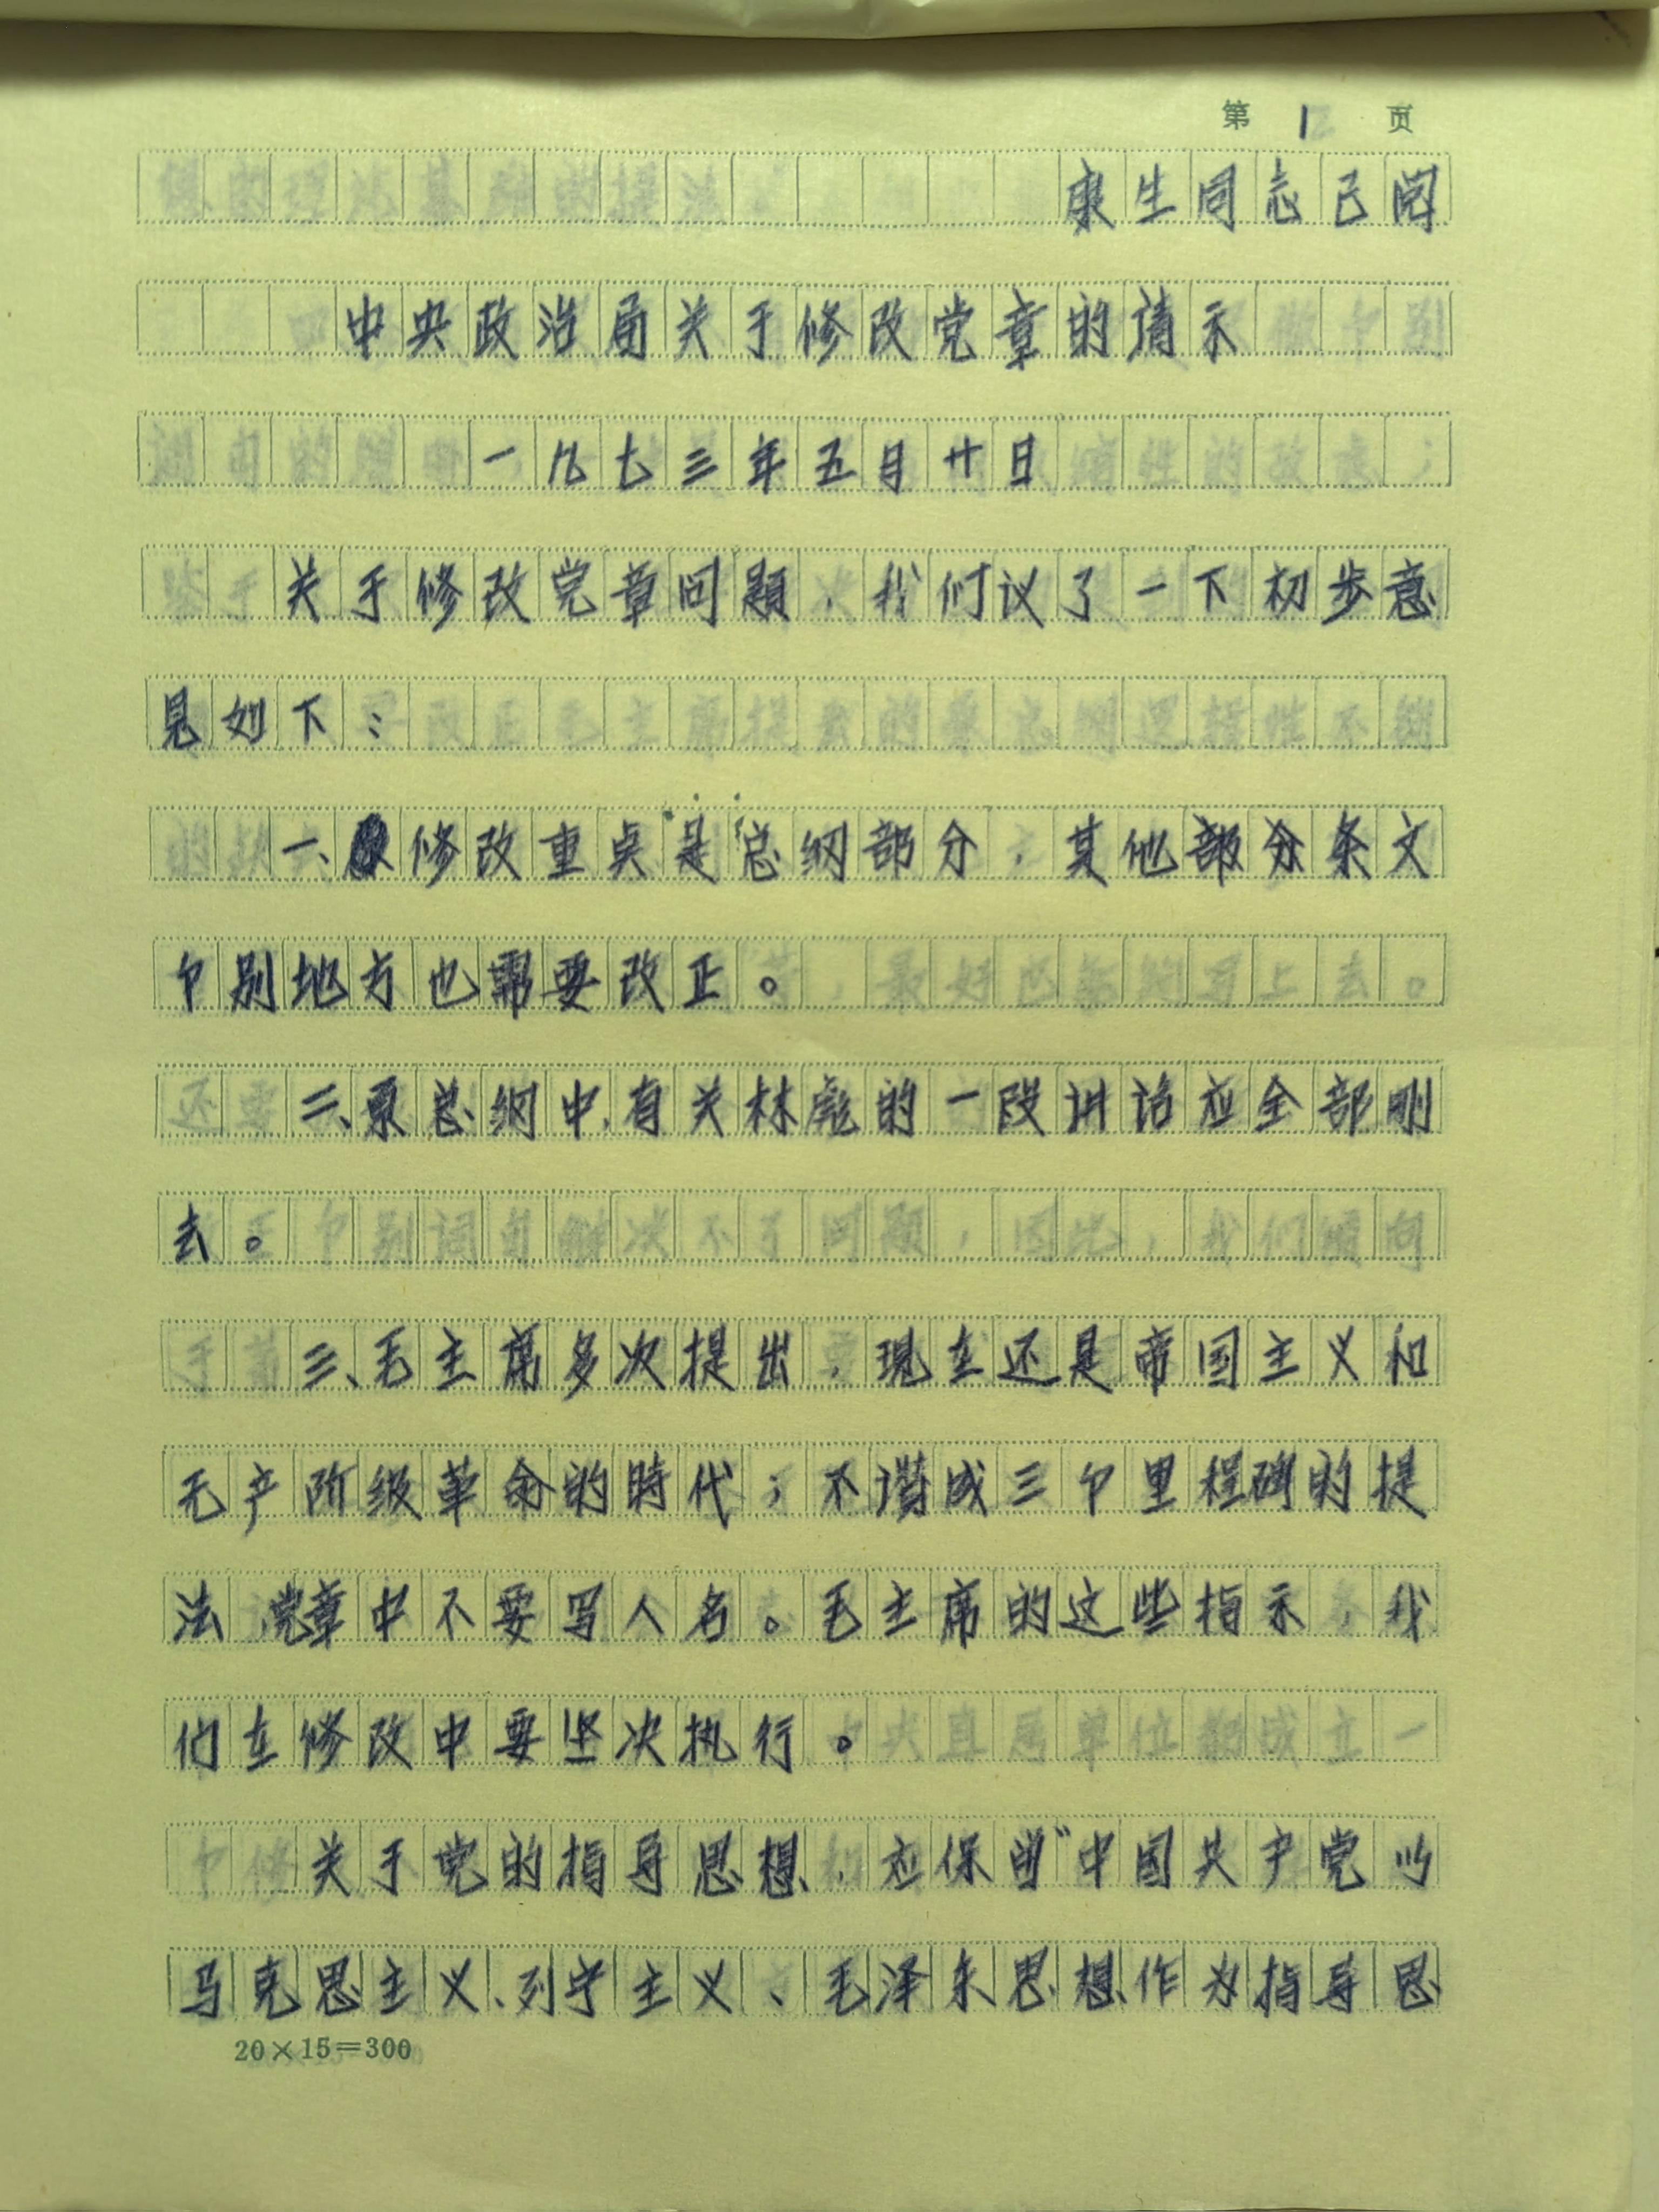 第 1 页
康生同志已阅
中央政治局关于修改党章的请示
一九七三年五月廿日
关于修改党章问题，我们议了一下初步意
见如下：
一、修改重点是总纲部分，其他部分条文
个别地方也需要改正。
二、原总纲中有关林彪的一段讲话应全部删
去。
三、毛主席多次提出，现在还是帝国主义和
无产阶级革命的時代；不谐成三个里程碑的提
法，党章中不要写人名。毛主席的这些指示，我
们在修改中要坚决执行。
关于党的指导思想，应保留“中国共产党以
马克思主义、列宁主义、毛泽东思想作为指导思
20×15＝300